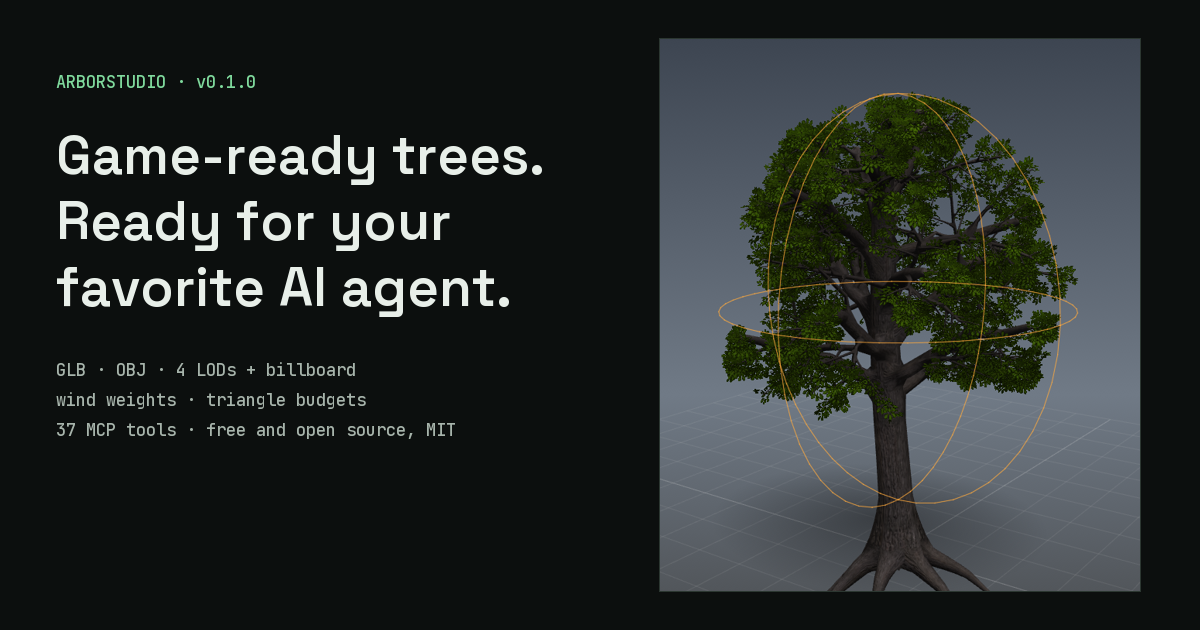 ARBORSTUDIO · v0.1.0
Game-ready trees.
Ready for your
favorite AI agent.
GLB · OBJ · 4 LODs + billboard
wind weights · triangle budgets
37 MCP tools · free and open source, MIT